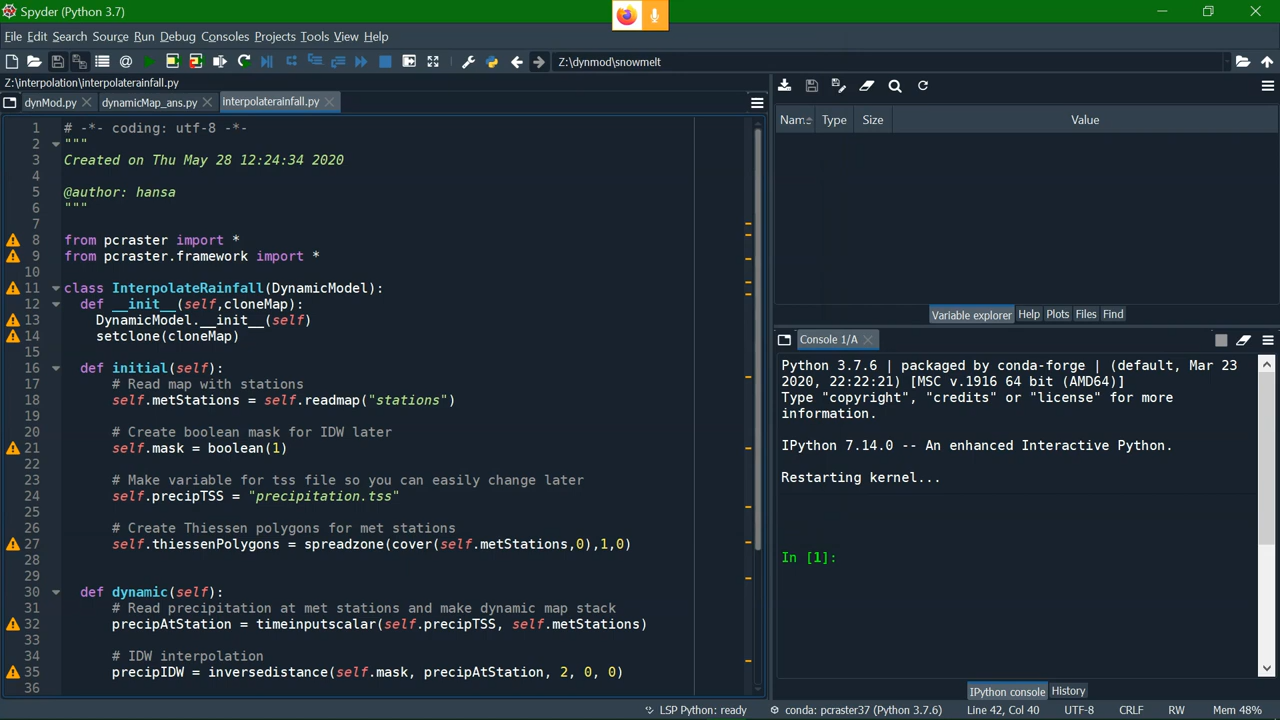 Spyder (Python 3.7)
File Edit Search Source Run Debug Consoles Projects Tools View Help
Z:\dynmod\snowmelt
Z:\interpolation\interpolaterainfall.py
dynMod.py
dynamicMap_ans.py
interpolaterainfall.py
1 # -*- coding: utf-8 -*-
2 """
3 Created on Thu May 28 12:24:34 2020
4
5 @author: hansa
6 """
7
8 from pcraster import *
9 from pcraster.framework import *
10
11 class InterpolateRainfall(DynamicModel):
12 def __init__(self,cloneMap):
13 DynamicModel.__init__(self)
14 setclone(cloneMap)
15
16 def initial(self):
17 # Read map with stations
18 self.metStations = self.readmap("stations")
19
20 # Create boolean mask for IDW later
21 self.mask = boolean(1)
22
23 # Make variable for tss file so you can easily change later
24 self.precipTSS = "precipitation.tss"
25
26 # Create Thiessen polygons for met stations
27 self.thiessenPolygons = spreadzone(cover(self.metStations,0),1,0)
28
29
30 def dynamic(self):
31 # Read precipitation at met stations and make dynamic map stack
32 precipAtStation = timeinputscalar(self.precipTSS, self.metStations)
33
34 # IDW interpolation
35 precipIDW = inversedistance(self.mask, precipAtStation, 2, 0, 0)
36
Name Type Size Value
Variable explorer Help Plots Files Find
Console 1/A
Python 3.7.6 | packaged by conda-forge | (default, Mar 23
2020, 22:22:21) [MSC v.1916 64 bit (AMD64)]
Type "copyright", "credits" or "license" for more
information.
IPython 7.14.0 -- An enhanced Interactive Python.
Restarting kernel...
In [1]:
IPython console History
LSP Python: ready conda: pcraster37 (Python 3.7.6) Line 42, Col 40 UTF-8 CRLF RW Mem 48%